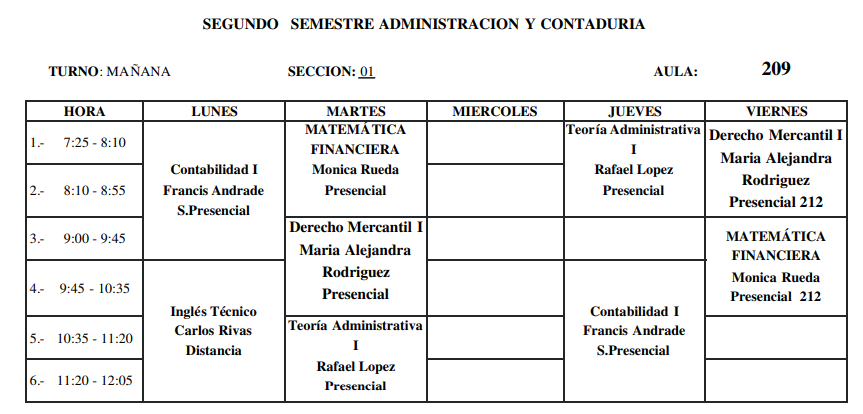 SEGUNDO SEMESTRE ADMINISTRACION Y CONTADURIA
TURNO: MAÑANA SECCION: 01 AULA: 209
HORA LUNES MARTES MIERCOLES JUEVES VIERNES
1.- 7:25 - 8:10
2.- 8:10 - 8:55
3.- 9:00 - 9:45
4.- 9:45 - 10:35
5.- 10:35 - 11:20
6.- 11:20 - 12:05
Contabilidad I
Francis Andrade
S.Presencial
Inglés Técnico
Carlos Rivas
Distancia
MATEMÁTICA
FINANCIERA
Monica Rueda
Presencial
Derecho Mercantil I
Maria Alejandra
Rodriguez
Presencial
Teoría Administrativa
I
Rafael Lopez
Presencial
Teoría Administrativa
I
Rafael Lopez
Presencial
Contabilidad I
Francis Andrade
S.Presencial
Derecho Mercantil I
Maria Alejandra
Rodriguez
Presencial 212
MATEMÁTICA
FINANCIERA
Monica Rueda
Presencial 212